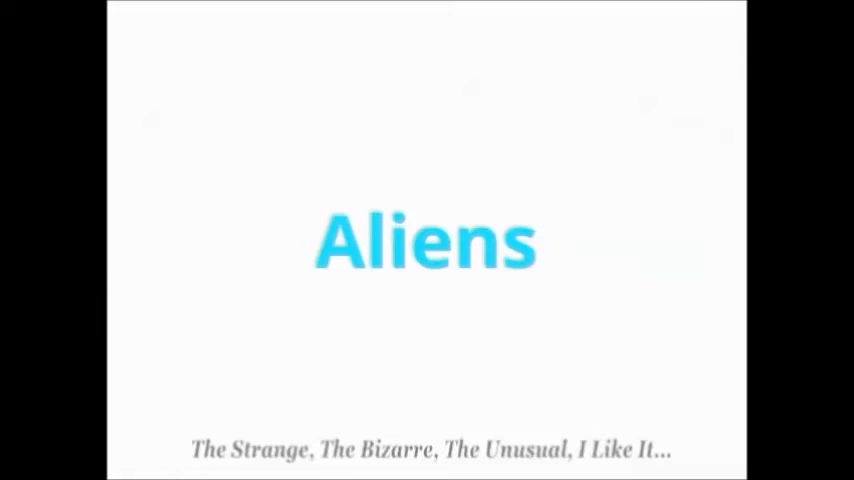 Aliens
The Strange, The Bizarre, The Unusual, I Like It...